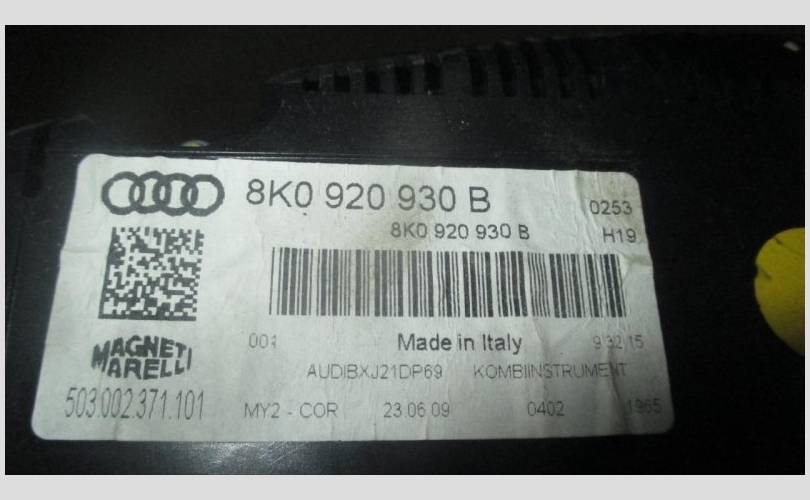 8K0 920 930 B
0253
8K0 920 930 B
H19
001
Made in Italy
9 32 15
AUDIBXJ21DP69 KOMBIINSTRUMENT
MAGNETI
MARELLI
503.002.371.101
MY2 - COR 23.06.09 0402 1965